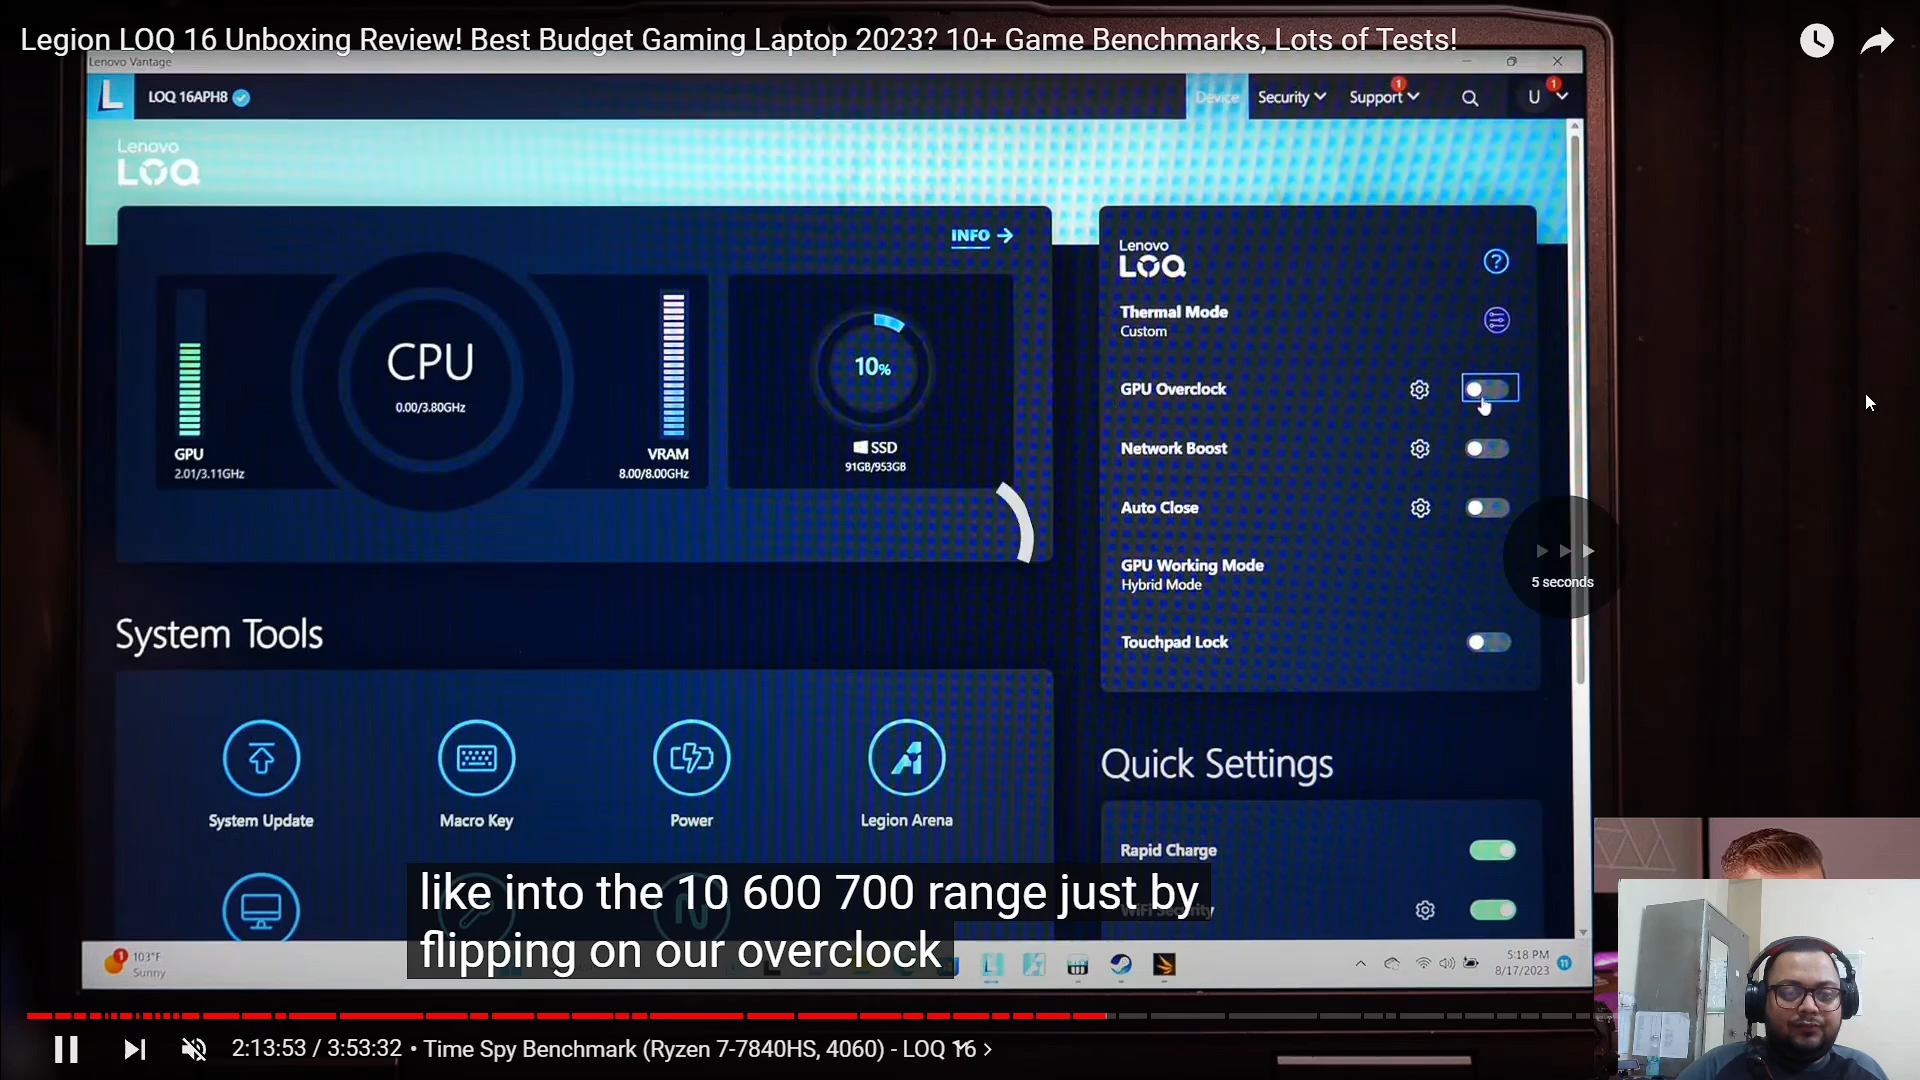 Legion LOQ 16 Unboxing Review! Best Budget Gaming Laptop 2023? 10+ Game Benchmarks, Lots of Tests!
Lenovo Vantage
L LOQ 16APH8
Device Security Support 1 U 1
Lenovo
LOQ
INFO
CPU
0.00/3.80GHz
GPU
2.01/3.11GHz
VRAM
8.00/8.00GHz
10%
SSD
91GB/953GB
Lenovo
LOQ
?
Thermal Mode
Custom
GPU Overclock
Network Boost
Auto Close
GPU Working Mode
Hybrid Mode
Touchpad Lock
5 seconds
System Tools
System Update
Macro Key
Power
Legion Arena
Quick Settings
Rapid Charge
WiFi Security
like into the 10 600 700 range just by
flipping on our overclock
1 103°F
Sunny
5:18 PM
8/17/2023
11
2:13:53 / 3:53:32 • Time Spy Benchmark (Ryzen 7-7840HS, 4060) - LOQ 16